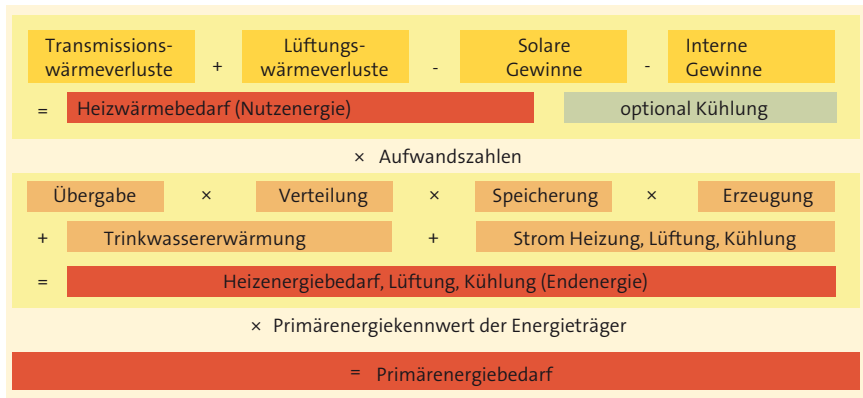 Transmissions-
wärmeverluste + Lüftungs-
wärmeverluste - Solare
Gewinne - Interne
Gewinne
= Heizwärmebedarf (Nutzenergie) optional Kühlung
× Aufwandszahlen
Übergabe × Verteilung × Speicherung × Erzeugung
+ Trinkwassererwärmung + Strom Heizung, Lüftung, Kühlung
= Heizenergiebedarf, Lüftung, Kühlung (Endenergie)
× Primärenergiekennwert der Energieträger
= Primärenergiebedarf